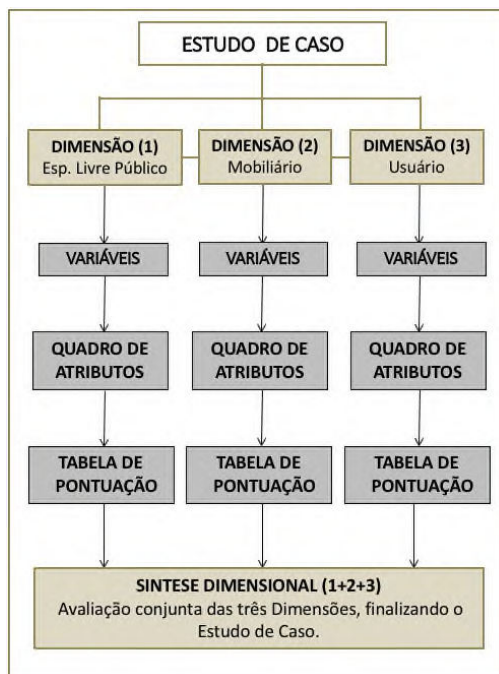 ESTUDO DE CASO
DIMENSÃO (1)
Esp. Livre Público
DIMENSÃO (2)
Mobiliário
DIMENSÃO (3)
Usuário
VARIÁVEIS
VARIÁVEIS
VARIÁVEIS
QUADRO DE
ATRIBUTOS
QUADRO DE
ATRIBUTOS
QUADRO DE
ATRIBUTOS
TABELA DE
PONTUAÇÃO
TABELA DE
PONTUAÇÃO
TABELA DE
PONTUAÇÃO
SINTESE DIMENSIONAL (1+2+3)
Avaliação conjunta das três Dimensões, finalizando o
Estudo de Caso.